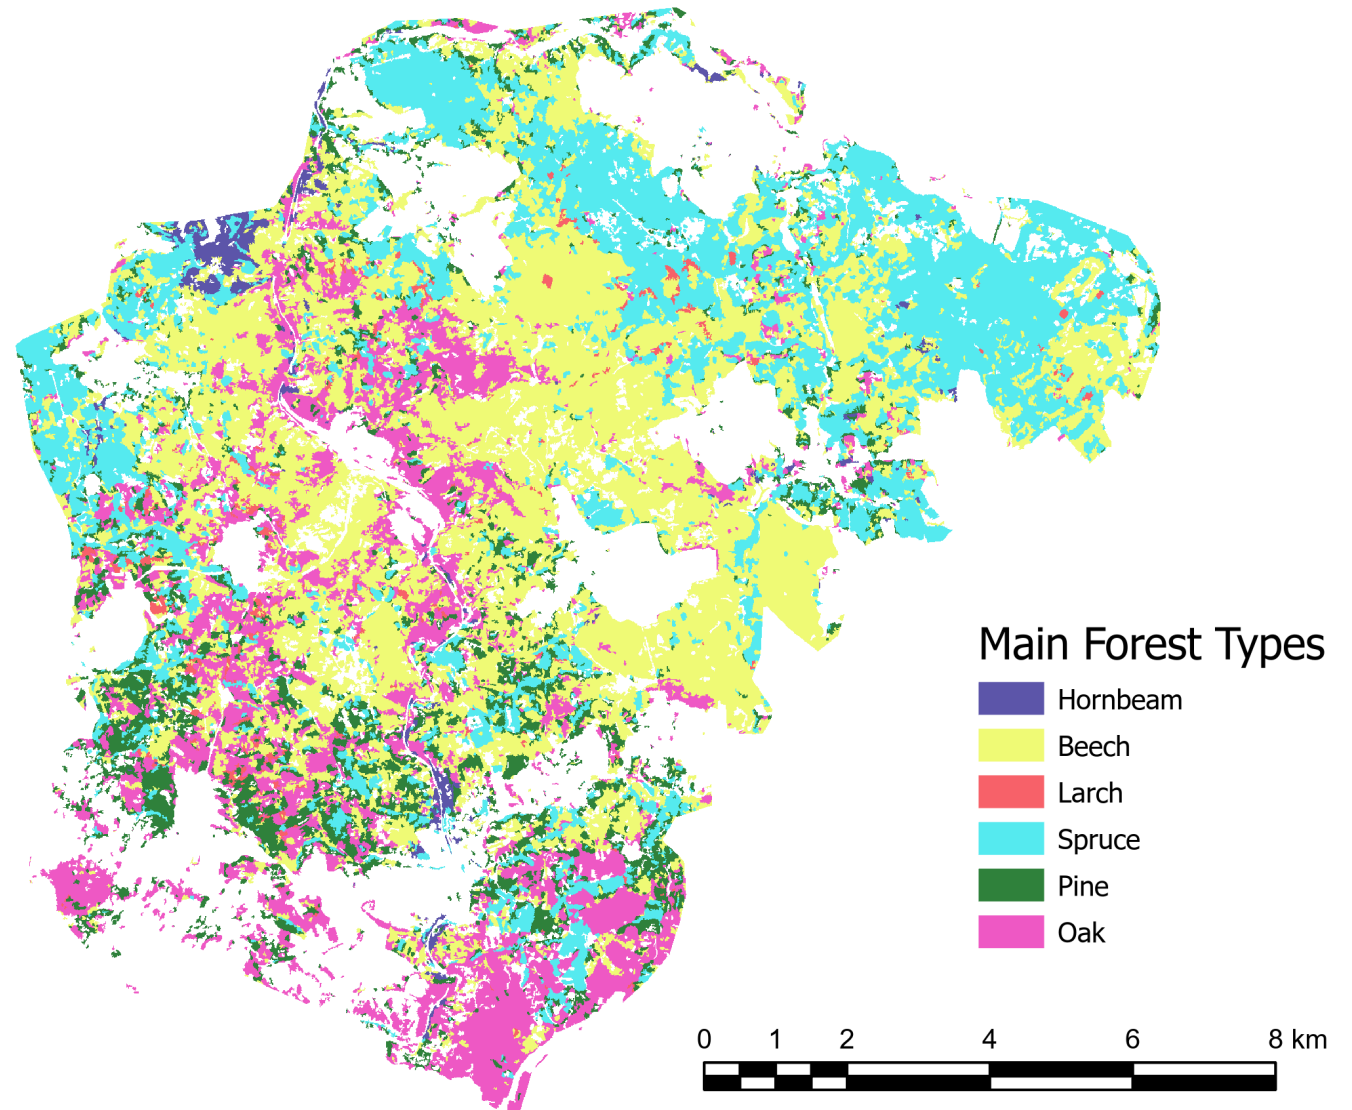 Main Forest Types
Hornbeam
Beech
Larch
Spruce
Pine
Oak
0 1 2 4 6 8 km